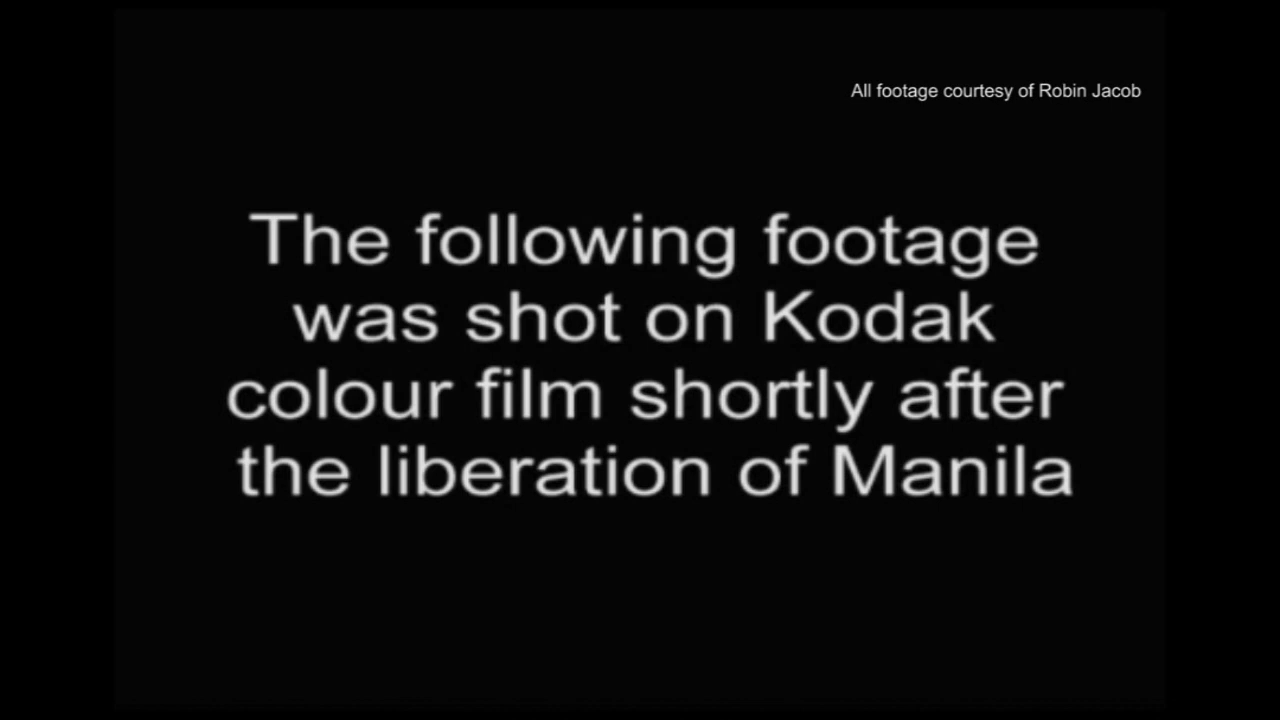 All footage courtesy of Robin Jacob
The following footage
was shot on Kodak
colour film shortly after
the liberation of Manila